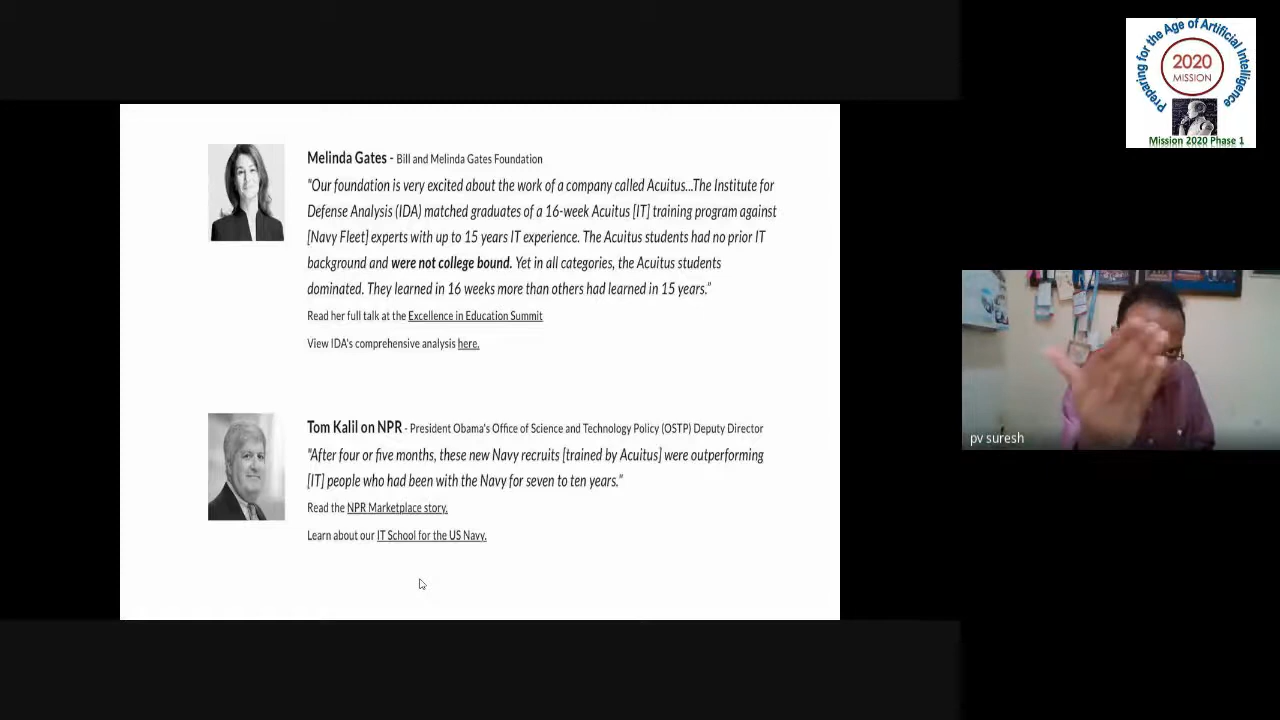 Preparing for the Age of Artificial Intelligence
2020
MISSION
Mission 2020 Phase 1
Melinda Gates - Bill and Melinda Gates Foundation
"Our foundation is very excited about the work of a company called Acuitus...The Institute for
Defense Analysis (IDA) matched graduates of a 16-week Acuitus [IT] training program against
[Navy Fleet] experts with up to 15 years IT experience. The Acuitus students had no prior IT
background and were not college bound. Yet in all categories, the Acuitus students
dominated. They learned in 16 weeks more than others had learned in 15 years."
Read her full talk at the Excellence in Education Summit
View IDA's comprehensive analysis here.
Tom Kalil on NPR - President Obama's Office of Science and Technology Policy (OSTP) Deputy Director
"After four or five months, these new Navy recruits [trained by Acuitus] were outperforming
[IT] people who had been with the Navy for seven to ten years."
Read the NPR Marketplace story.
Learn about our IT School for the US Navy.
pv suresh